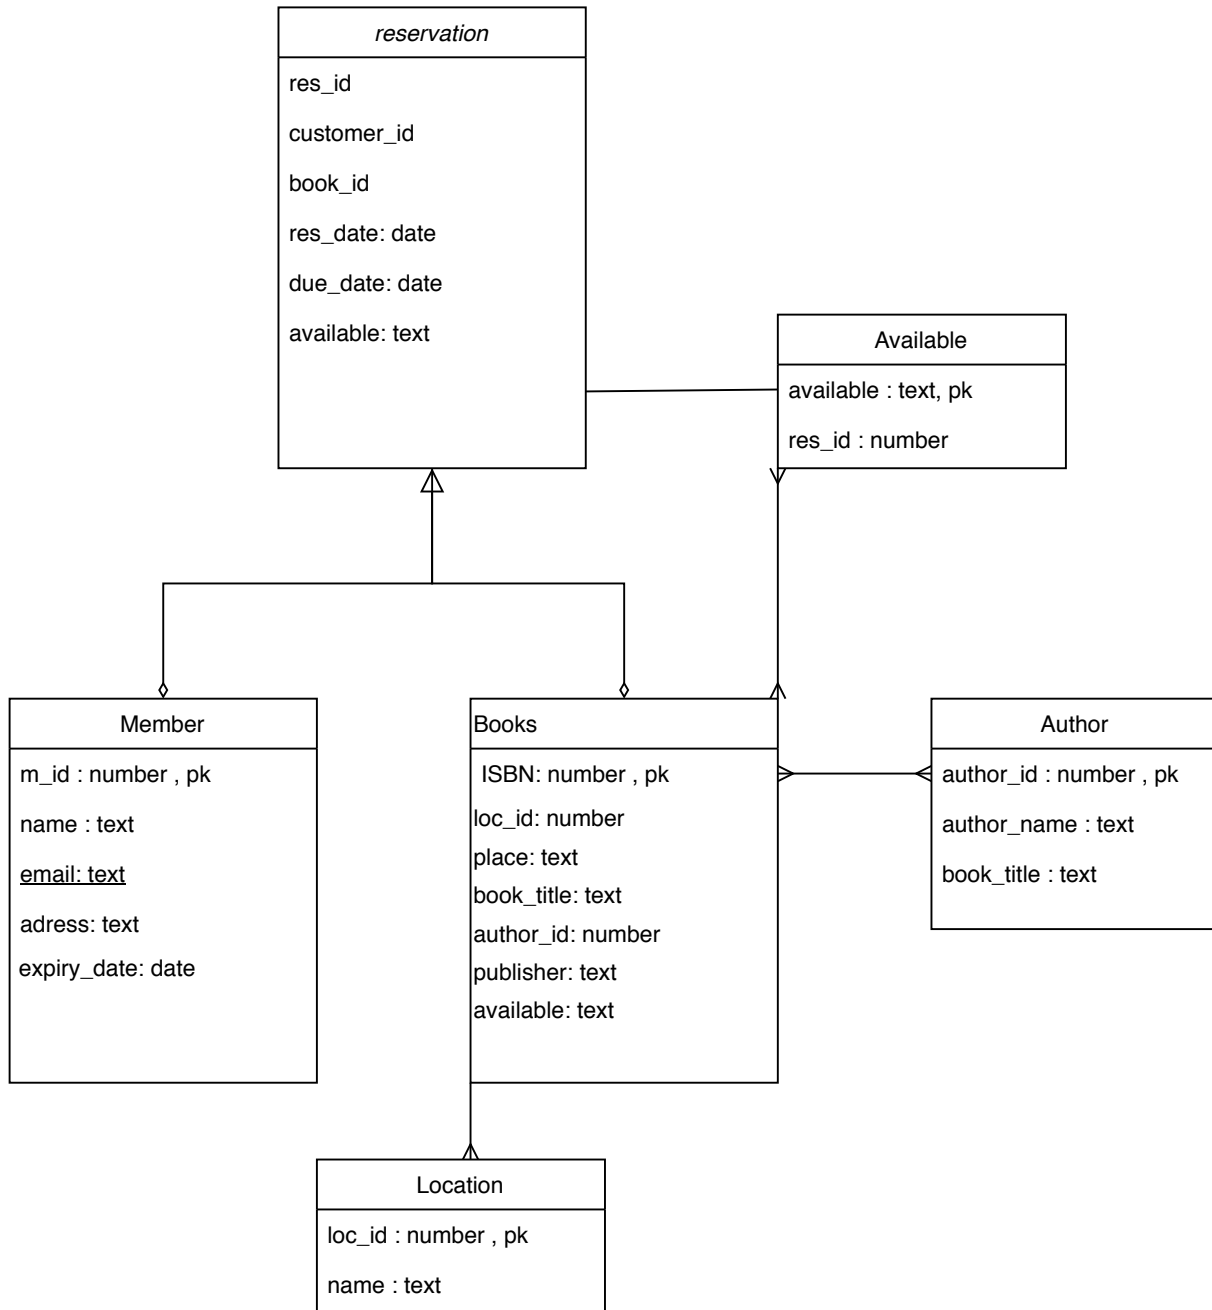 reservation
res_id
customer_id
book_id
res_date: date
due_date: date
available: text
Available
available : text, pk
res_id : number
Member
m_id : number , pk
name : text
email: text
adress: text
expiry_date: date
Books
ISBN: number , pk
loc_id: number
place: text
book_title: text
author_id: number
publisher: text
available: text
Author
author_id : number , pk
author_name : text
book_title : text
Location
loc_id : number , pk
name : text